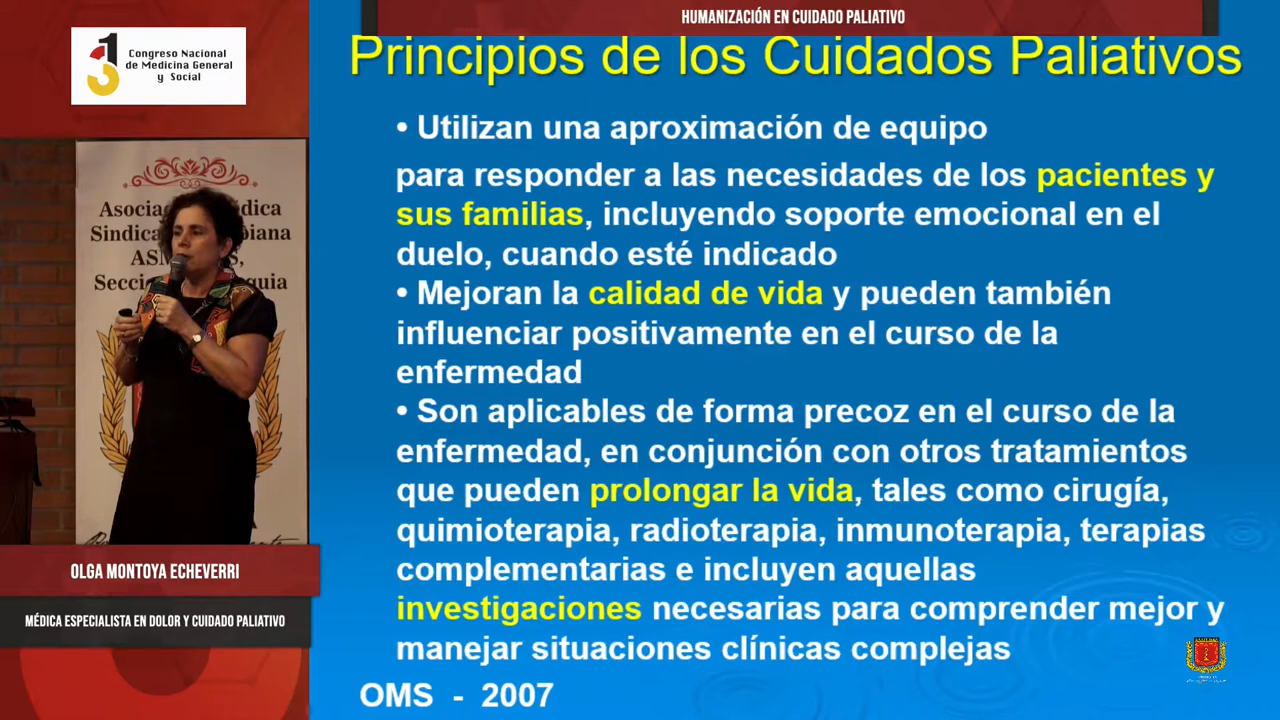 HUMANIZACIÓN EN CUIDADO PALIATIVO
13
Congreso Nacional
de Medicina General
y Social
Principios de los Cuidados Paliativos
• Utilizan una aproximación de equipo
para responder a las necesidades de los pacientes y
sus familias, incluyendo soporte emocional en el
duelo, cuando esté indicado
• Mejoran la calidad de vida y pueden también
influenciar positivamente en el curso de la
enfermedad
• Son aplicables de forma precoz en el curso de la
enfermedad, en conjunción con otros tratamientos
que pueden prolongar la vida, tales como cirugía,
quimioterapia, radioterapia, inmunoterapia, terapias
complementarias e incluyen aquellas
investigaciones necesarias para comprender mejor y
manejar situaciones clínicas complejas
OMS - 2007
OLGA MONTOYA ECHEVERRI
MÉDICA ESPECIALISTA EN DOLOR Y CUIDADO PALIATIVO